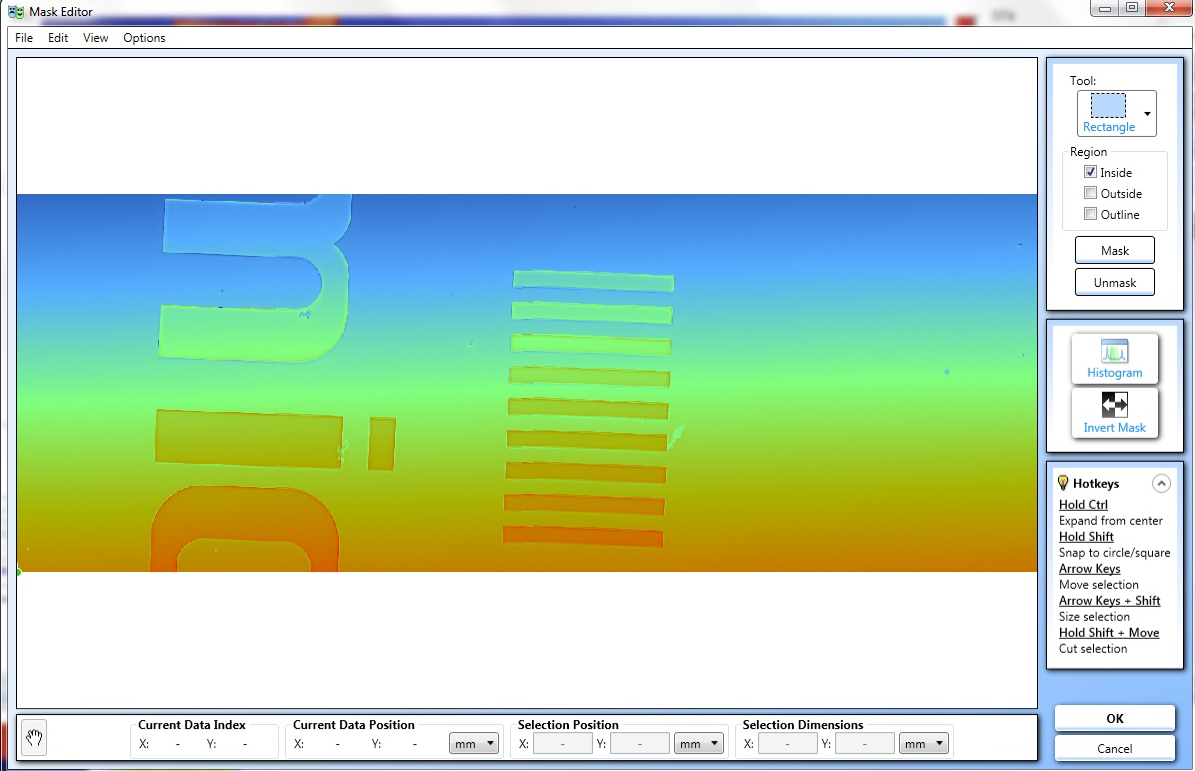 Mask Editor
File Edit View Options
Tool:
Rectangle
Region
Inside
Outside
Outline
Mask
Unmask
Histogram
Invert Mask
Hotkeys
Hold Ctrl
Expand from center
Hold Shift
Snap to circle/square
Arrow Keys
Move selection
Arrow Keys + Shift
Size selection
Hold Shift + Move
Cut selection
OK
Cancel
Current Data Index
X: - Y: -
Current Data Position
X: - Y: - mm
Selection Position
X: - Y: - mm
Selection Dimensions
X: - Y: - mm